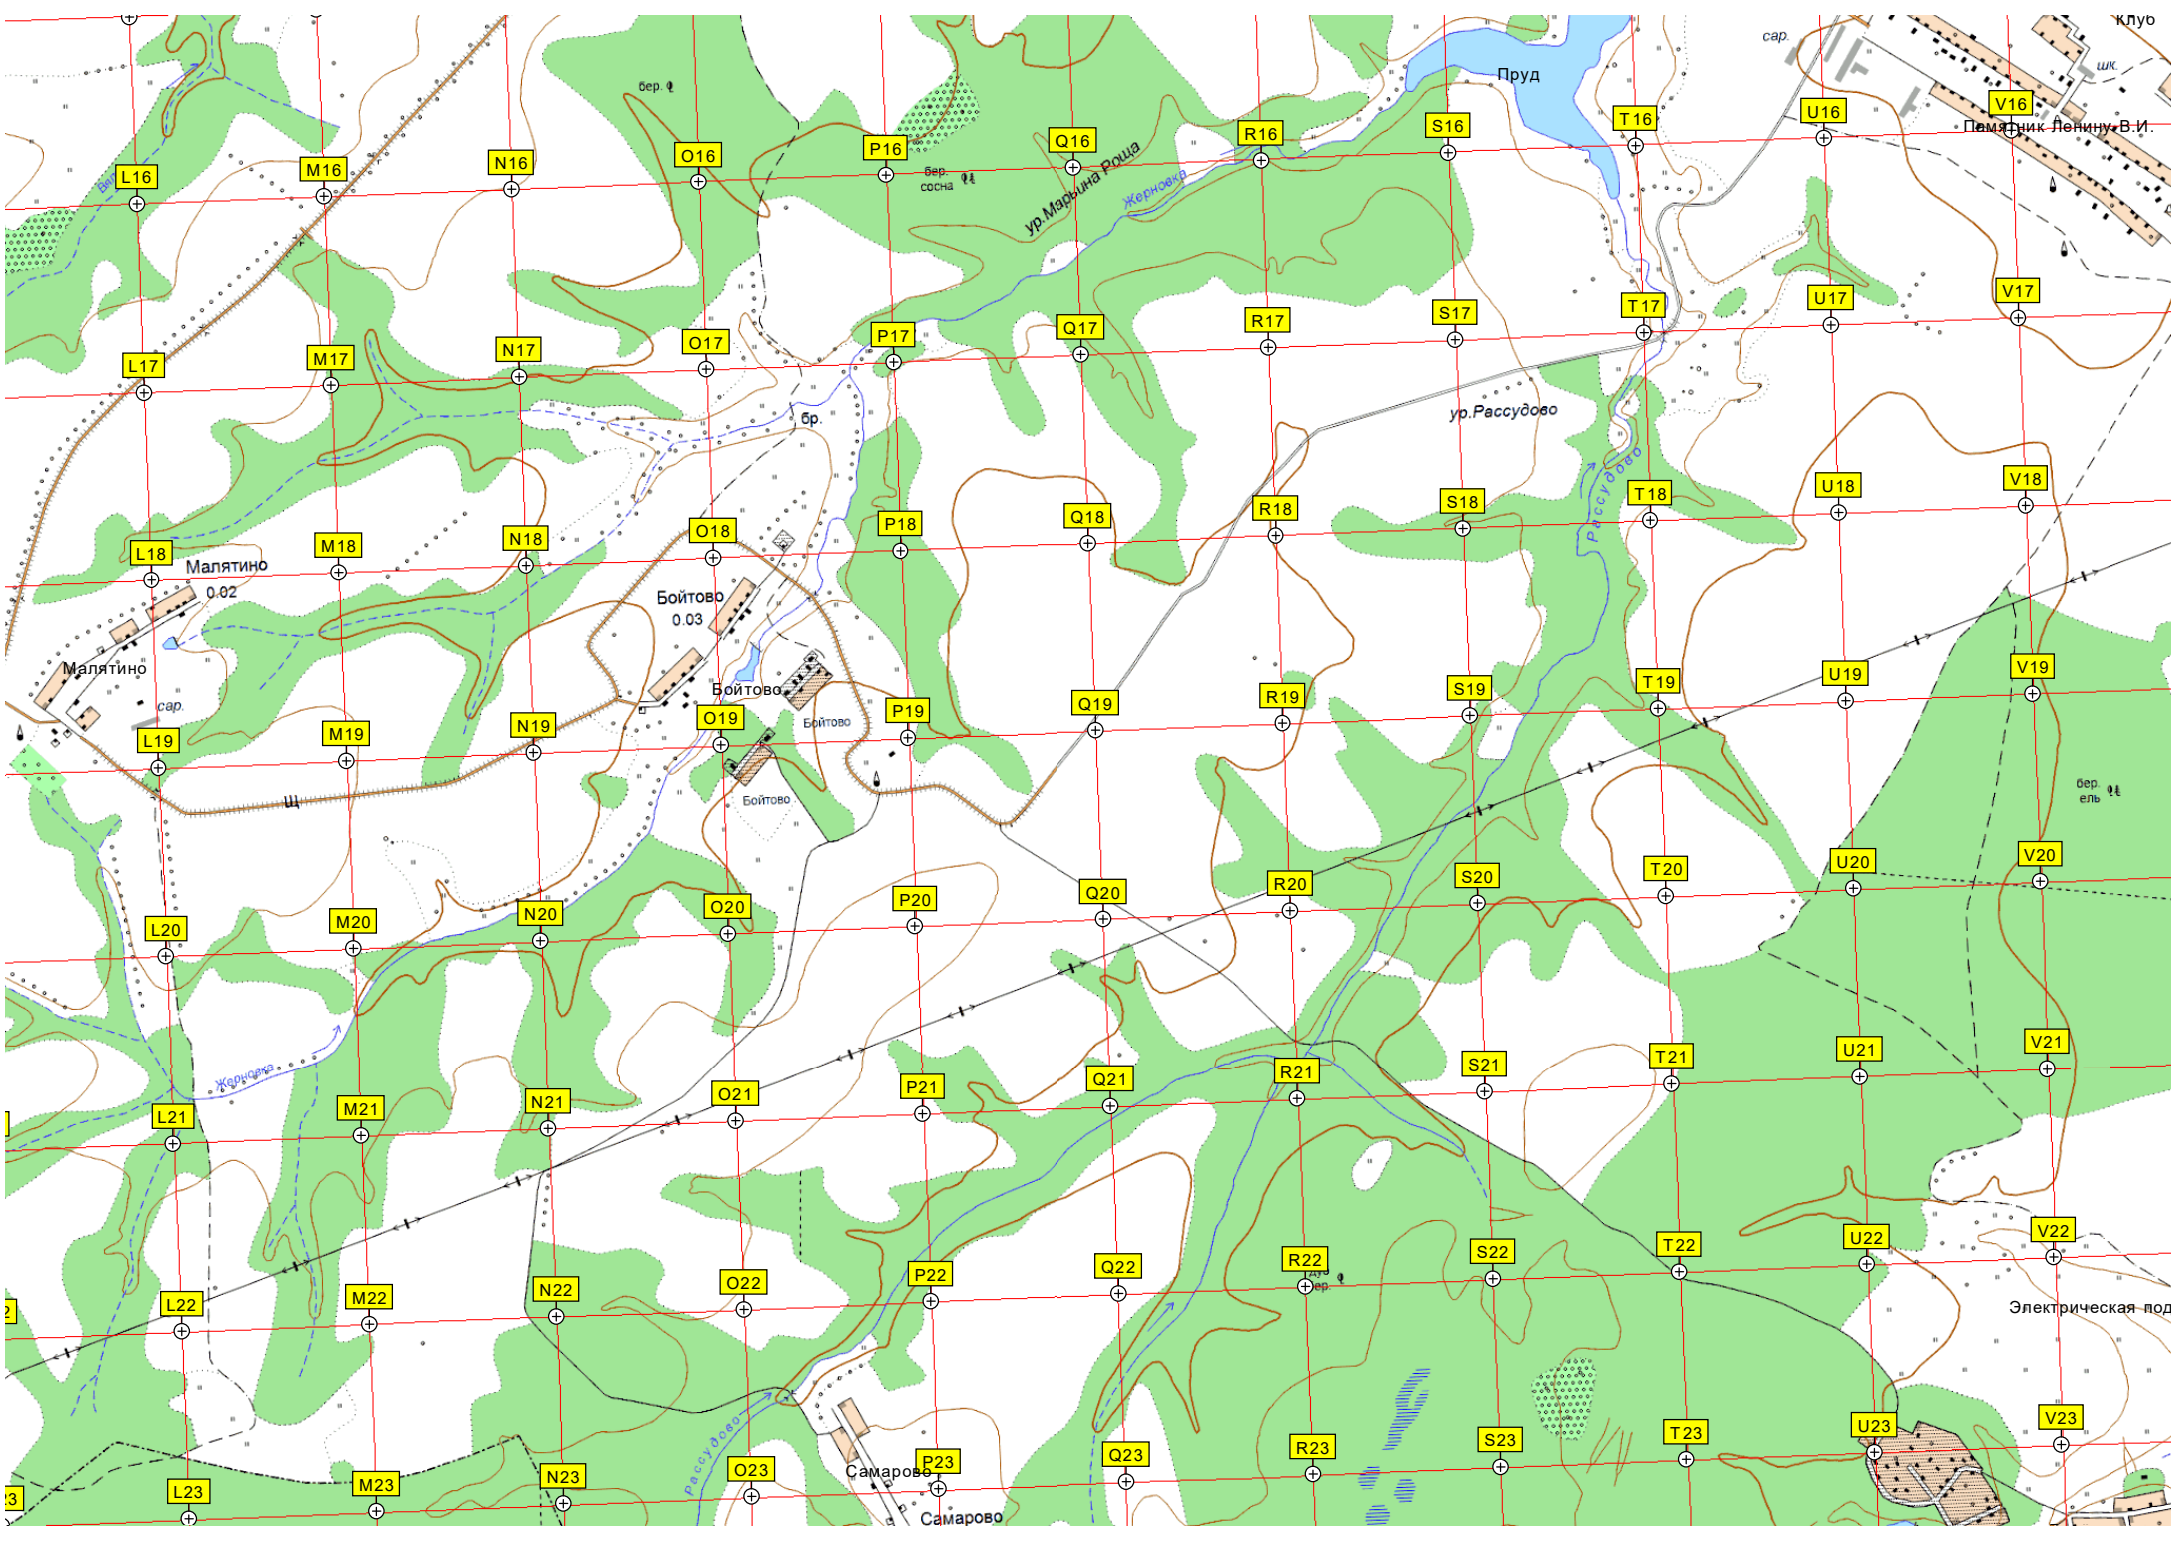 Клуб
сар.
шк.
Пруд
бер.
V16
U16
Памятник Ленину В.И.
T16
S16
R16
Q16
P16
O16
N16
M16
L16
бер.
сосна
ур.Марьина Роща
Жерновка
V17
U17
T17
S17
R17
Q17
P17
O17
N17
M17
L17
ур.Рассудово
бр.
Рассудово
V18
U18
T18
S18
R18
Q18
P18
O18
N18
M18
L18
Малятино
0.02
Бойтово
0.03
Малятино
Бойтово
сар.
Бойтово
V19
U19
T19
S19
R19
Q19
P19
O19
N19
M19
L19
бер.
ель
Щ
Бойтово
V20
U20
T20
S20
R20
Q20
P20
O20
N20
M20
L20
Жерновка
V21
U21
T21
S21
R21
Q21
P21
O21
N21
M21
L21
V22
U22
T22
S22
R22
Q22
P22
O22
N22
M22
L22
Электрическая под
Рассудово
V23
U23
T23
S23
R23
Q23
P23
O23
N23
M23
L23
Самарово
Самарово